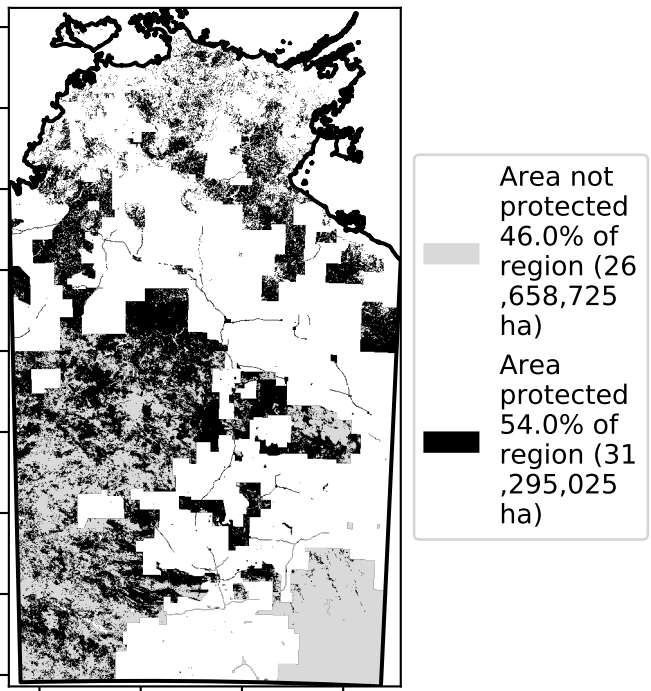 Area not
protected
46.0% of
region (26
,658,725
ha)
Area
protected
54.0% of
region (31
,295,025
ha)